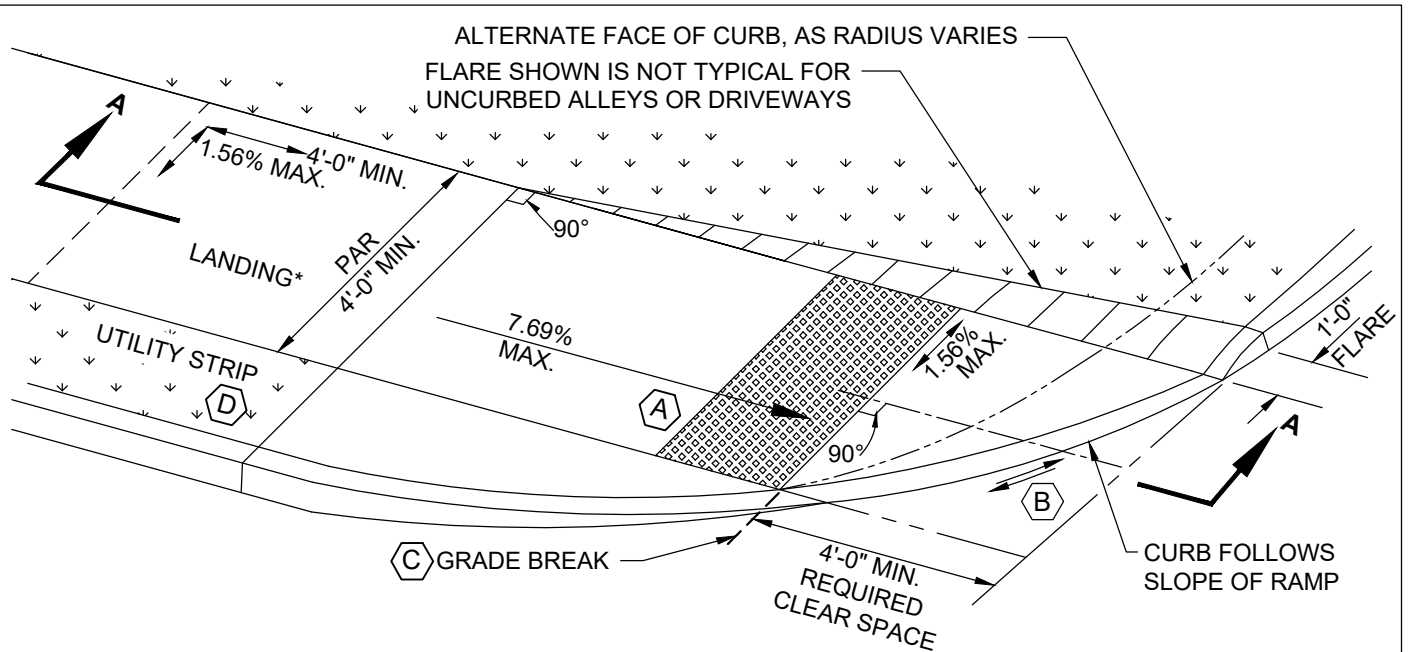 ALTERNATE FACE OF CURB, AS RADIUS VARIES
FLARE SHOWN IS NOT TYPICAL FOR
UNCURBED ALLEYS OR DRIVEWAYS
A
1.56% MAX.
4'-0" MIN.
90°
PAR
4'-0" MIN.
LANDING*
1'-0"
FLARE
UTILITY STRIP
D
7.69%
MAX.
1.56%
MAX.
A
90°
A
B
C GRADE BREAK
4'-0" MIN.
REQUIRED
CLEAR SPACE
CURB FOLLOWS
SLOPE OF RAMP